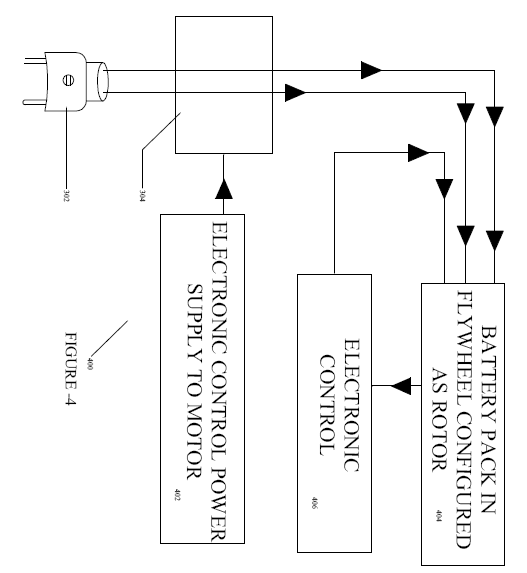 302
304
ELECTRONIC CONTROL POWER
SUPPLY TO MOTOR
402
BATTERY PACK IN
FLYWHEEL CONFIGURED
AS ROTOR
404
ELECTRONIC
CONTROL
406
400
FIGURE -4